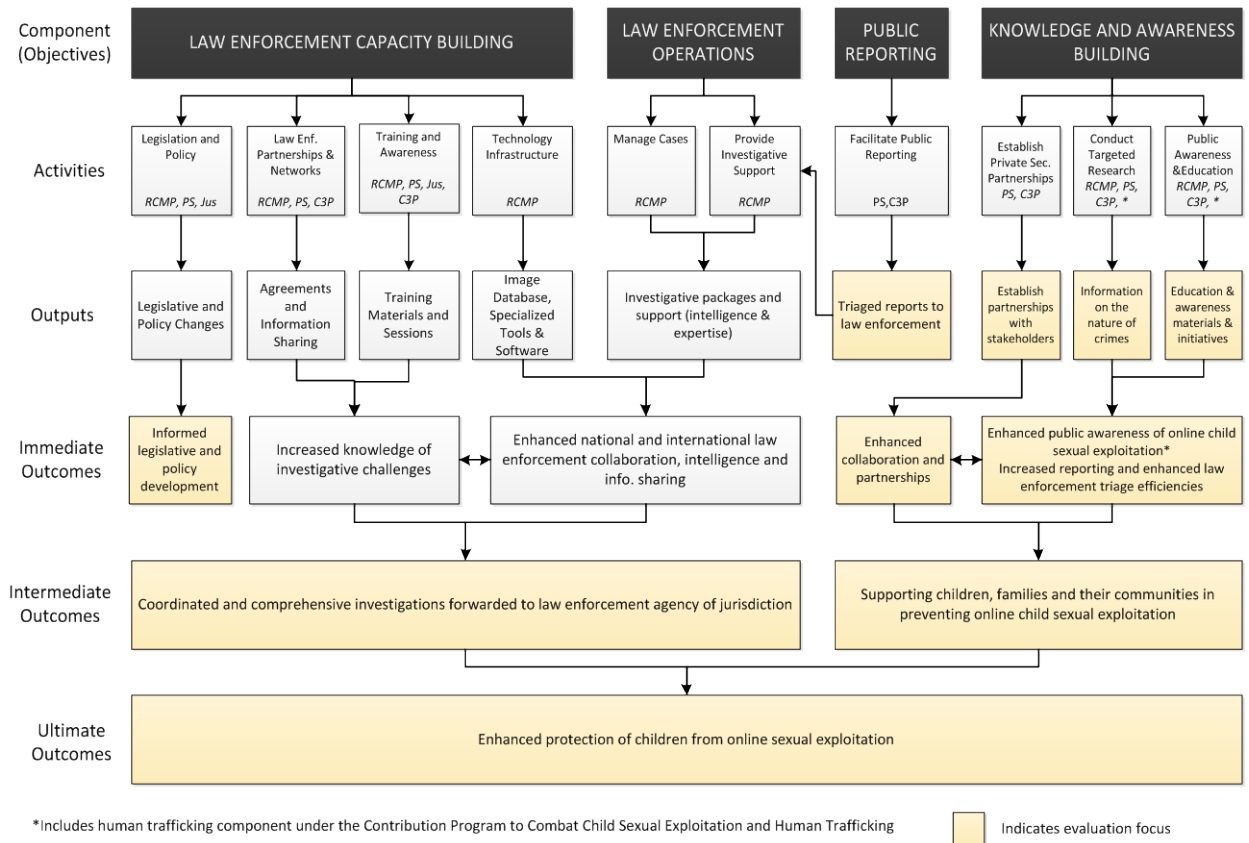 Component
(Objectives)
LAW ENFORCEMENT CAPACITY BUILDING
LAW ENFORCEMENT
OPERATIONS
PUBLIC
REPORTING
KNOWLEDGE AND AWARENESS
BUILDING
Activities
Legislation and
Policy
RCMP, PS, Jus
Law Enf.
Partnerships &
Networks
RCMP, PS, C3P
Training and
Awareness
RCMP, PS, Jus,
C3P
Technology
Infrastructure
RCMP
Manage Cases
RCMP
Provide
Investigative
Support
RCMP
Facilitate Public
Reporting
PS,C3P
Establish
Private Sec.
Partnerships
PS, C3P
Conduct
Targeted
Research
RCMP, PS,
C3P, *
Public
Awareness
&Education
RCMP, PS,
C3P, *
Outputs
Legislative and
Policy Changes
Agreements
and
Information
Sharing
Training
Materials and
Sessions
Image
Database,
Specialized
Tools &
Software
Investigative packages and
support (intelligence &
expertise)
Triaged reports to
law enforcement
Establish
partnerships
with
stakeholders
Information
on the
nature of
crimes
Education &
awareness
materials &
initiatives
Immediate
Outcomes
Informed
legislative and
policy
development
Increased knowledge of
investigative challenges
Enhanced national and international law
enforcement collaboration, intelligence and
info. sharing
Enhanced
collaboration and
partnerships
Enhanced public awareness of online child
sexual exploitation*
Increased reporting and enhanced law
enforcement triage efficiencies
Intermediate
Outcomes
Coordinated and comprehensive investigations forwarded to law enforcement agency of jurisdiction
Supporting children, families and their communities in
preventing online child sexual exploitation
Ultimate
Outcomes
Enhanced protection of children from online sexual exploitation
*Includes human trafficking component under the Contribution Program to Combat Child Sexual Exploitation and Human Trafficking
Indicates evaluation focus